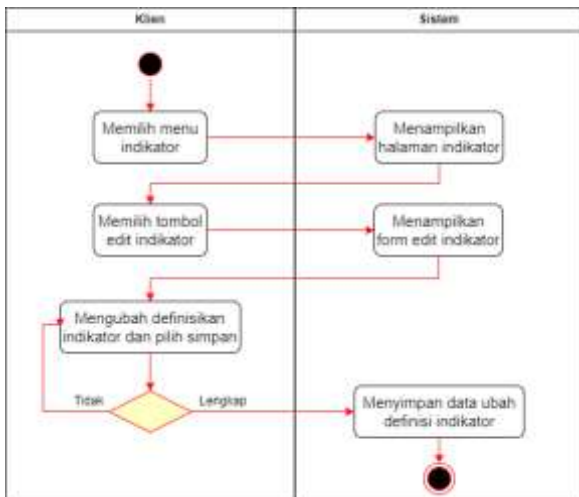 Klien
Sistem
Memilih menu
indikator
Menampilkan
halaman indikator
Memilih tombol
edit indikator
Menampilkan
form edit indikator
Mengubah definisikan
indikator dan pilih simpan
Tidak
Lengkap
Menyimpan data ubah
definisi indikator